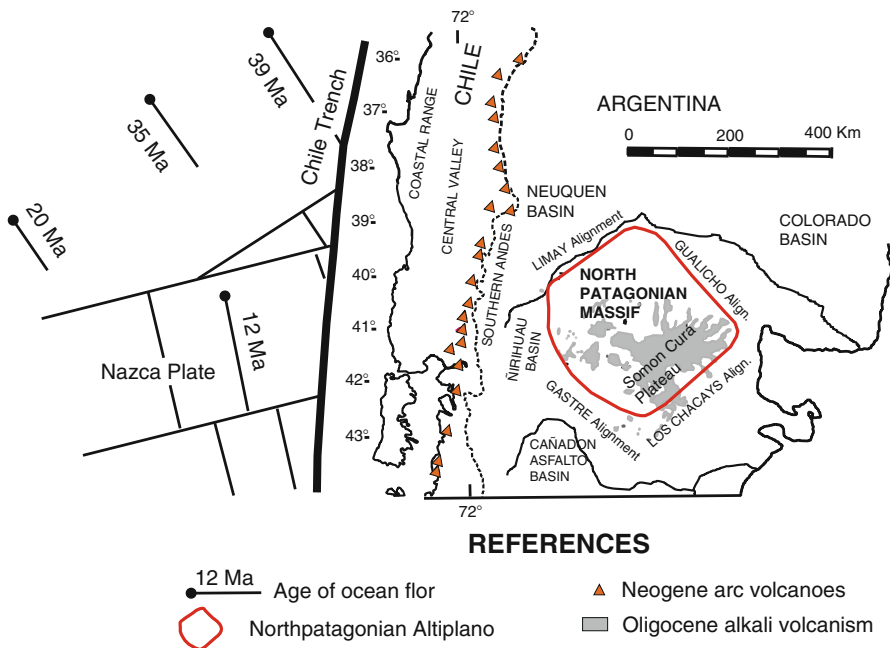 72°
36°
37°
38°
39°
40°
41°
42°
43°
39 Ma
35 Ma
20 Ma
12 Ma
Nazca Plate
Chile Trench
COASTAL RANGE
CENTRAL VALLEY
CHILE
SOUTHERN ANDES
ARGENTINA
0 200 400 Km
NEUQUEN
BASIN
COLORADO
BASIN
LIMAY Alignment
GUALICHO Align.
NORTH
PATAGONIAN
MASSIF
Somon Curá
Plateau
ÑIRIHUAU
BASIN
GASTRE Alignment
LOS CHACAYS Align.
CAÑADON
ASFALTO
BASIN
72°
REFERENCES
12 Ma
Age of ocean flor
Neogene arc volcanoes
Northpatagonian Altiplano
Oligocene alkali volcanism